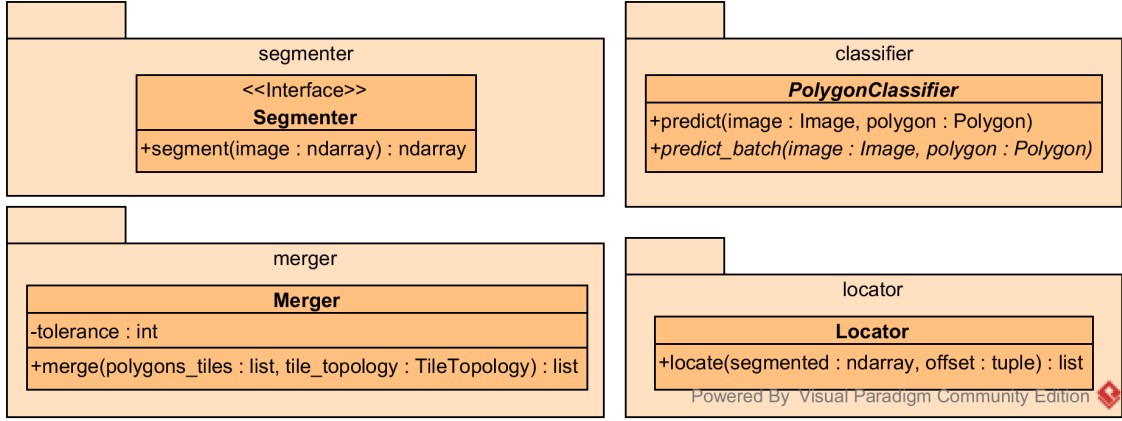 segmenter
<<Interface>>
Segmenter
+segment(image : ndarray) : ndarray
classifier
PolygonClassifier
+predict(image : Image, polygon : Polygon)
+predict_batch(image : Image, polygon : Polygon)
merger
Merger
-tolerance : int
+merge(polygons_tiles : list, tile_topology : TileTopology) : list
locator
Locator
+locate(segmented : ndarray, offset : tuple) : list
Powered By Visual Paradigm Community Edition